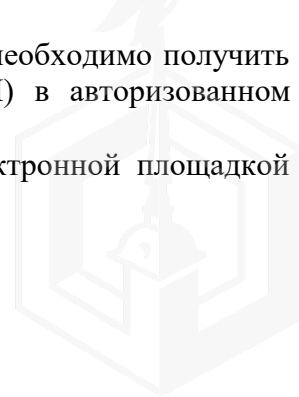 необходимо получить
) в авторизованном
ктронной площадкой